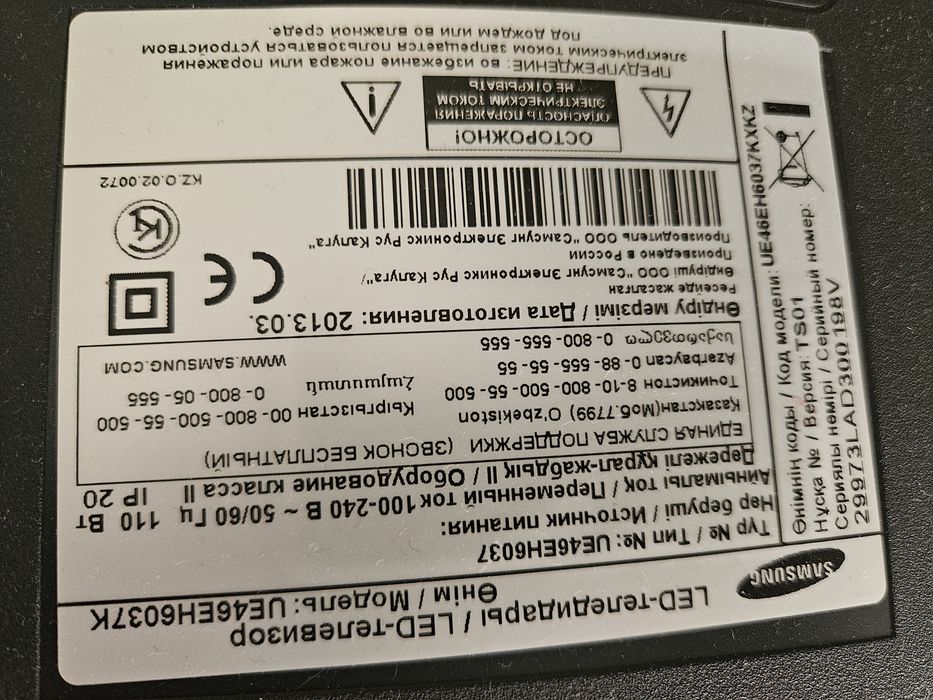 SAMSUNG
LED-теледидары / LED-телевизор
Өнім / Модель: UE46EH6037K
Түр № / Тип №: UE46EH6037
Нәр беруші / Источник питания:
Айнымалы ток / Переменный ток 100-240 В ~ 50/60 Гц 110 Вт
Дәрежелі құрал-жабдық II / Оборудование класса II IP 20
ЕДИНАЯ СЛУЖБА ПОДДЕРЖКИ (ЗВОНОК БЕСПЛАТНЫЙ)
Қазақстан(Моб.7799) O'zbekiston Кыргызстан 00- 800- 500- 55- 500
Тоҷикистон 8-10- 800- 500- 55- 500
Azərbaycan 0- 88- 555- 55- 55 Հայաստան 0- 800- 05- 555
საქართველო 0- 800- 555- 555 WWW.SAMSUNG.COM
Өндіру мерзімі / Дата изготовления: 2013.03.
Ресейде жасалған
Өндіруші ООО "Самсунг Электроникс Рус Калуга"/
Произведено в России
Производитель ООО "Самсунг Электроникс Рус Калуга"
CE
KZ.O.02.0072
ОСТОРОЖНО!
ОПАСНОСТЬ ПОРАЖЕНИЯ
ЭЛЕКТРИЧЕСКИМ ТОКОМ
НЕ ОТКРЫВАТЬ
ПРЕДУПРЕЖДЕНИЕ: во избежание пожара или поражения
электрическим током запрещается пользоваться устройством
под дождем или во влажной среде.
Өнімнің коды / Код модели: UE46EH6037KXKZ
Нұсқа № / Версия: TS01
Сериялы нөмірі / Серийный номер:
29973LAD300198V